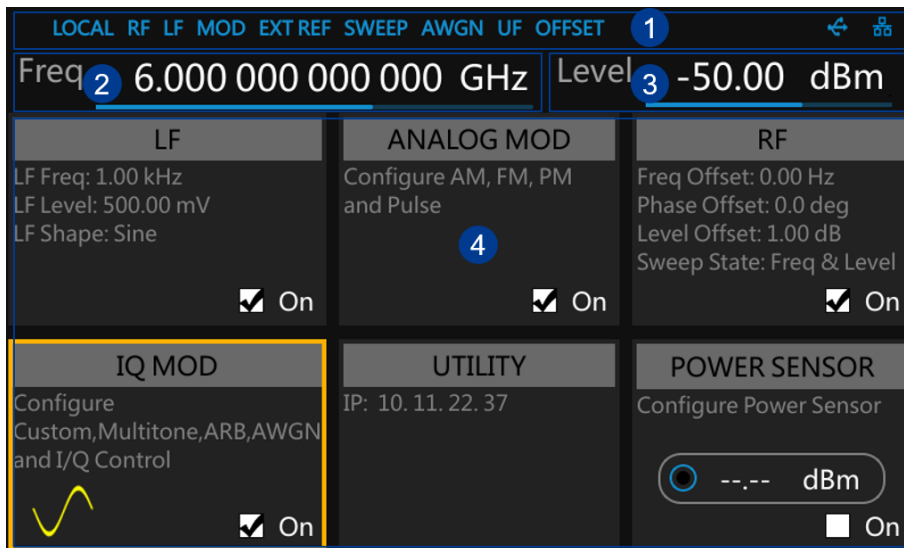 LOCAL RF LF MOD EXT REF SWEEP AWGN UF OFFSET 1
Freq 2 6.000 000 000 000 GHz
Level 3 -50.00 dBm
LF
LF Freq: 1.00 kHz
LF Level: 500.00 mV
LF Shape: Sine
On
ANALOG MOD
Configure AM, FM, PM
and Pulse
4
On
RF
Freq Offset: 0.00 Hz
Phase Offset: 0.0 deg
Level Offset: 1.00 dB
Sweep State: Freq & Level
On
IQ MOD
Configure
Custom,Multitone,ARB,AWGN
and I/Q Control
On
UTILITY
IP: 10. 11. 22. 37
POWER SENSOR
Configure Power Sensor
--.-- dBm
On